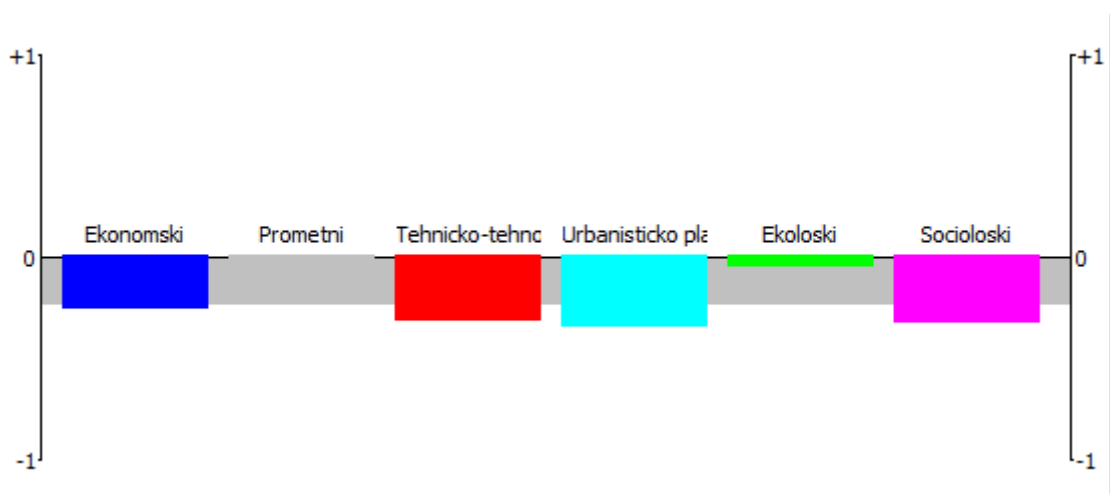 +1 +1
Ekonomski Prometni Tehnicko-tehno Urbanisticko pla Ekoloski Socioloski
0 0
-1 -1